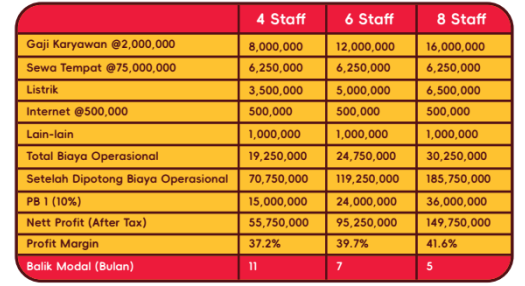 4 Staff 6 Staff 8 Staff
Gaji Karyawan @2,000,000 8,000,000 12,000,000 16,000,000
Sewa Tempat @75,000,000 6,250,000 6,250,000 6,250,000
Listrik 3,500,000 5,000,000 6,500,000
Internet @500,000 500,000 500,000 500,000
Lain-lain 1,000,000 1,000,000 1,000,000
Total Biaya Operasional 19,250,000 24,750,000 30,250,000
Setelah Dipotong Biaya Operasional 70,750,000 119,250,000 185,750,000
PB 1 (10%) 15,000,000 24,000,000 36,000,000
Nett Profit (After Tax) 55,750,000 95,250,000 149,750,000
Profit Margin 37.2% 39.7% 41.6%
Balik Modal (Bulan) 11 7 5